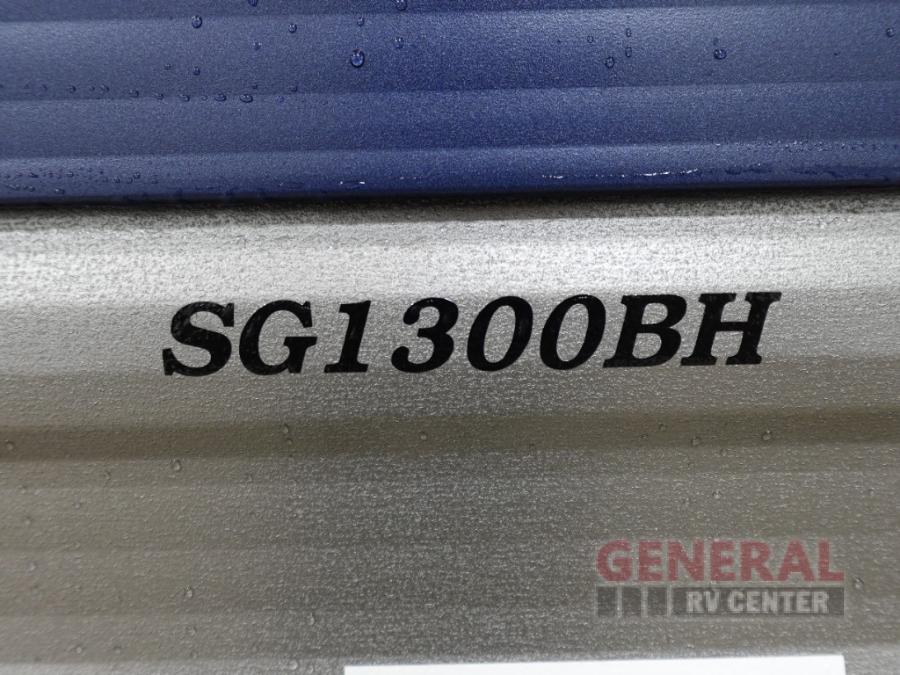 SG1300BH
GENERAL
RV CENTER